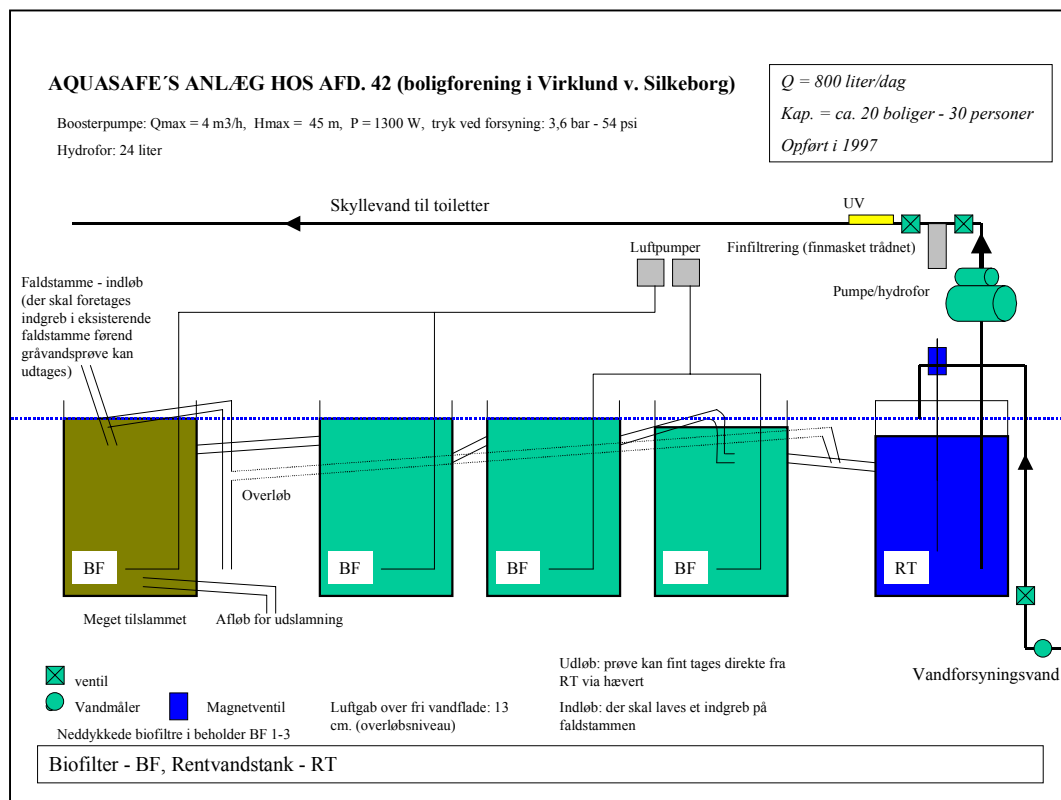 AQUASAFE´S ANLÆG HOS AFD. 42 (boligforening i Virklund v. Silkeborg)
Boosterpumpe: Qmax = 4 m3/h, Hmax = 45 m, P = 1300 W, tryk ved forsyning: 3,6 bar - 54 psi
Hydrofor: 24 liter
Q = 800 liter/dag
Kap. = ca. 20 boliger - 30 personer
Opført i 1997
Skyllevand til toiletter
UV
Luftpumper
Finfiltrering (finmasket trådnet)
Pumpe/hydrofor
Faldstamme - indløb
(der skal foretages
indgreb i eksisterende
faldstamme førend
gråvandsprøve kan
udtages)
Overløb
BF
BF
BF
BF
RT
Meget tilslammet
Afløb for udslamning
Vandforsyningsvand
ventil
Vandmåler
Magnetventil
Neddykkede biofiltre i beholder BF 1-3
Luftgab over fri vandflade: 13
cm. (overløbsniveau)
Udløb: prøve kan fint tages direkte fra
RT via hævert
Indløb: der skal laves et indgreb på
faldstammen
Biofilter - BF, Rentvandstank - RT